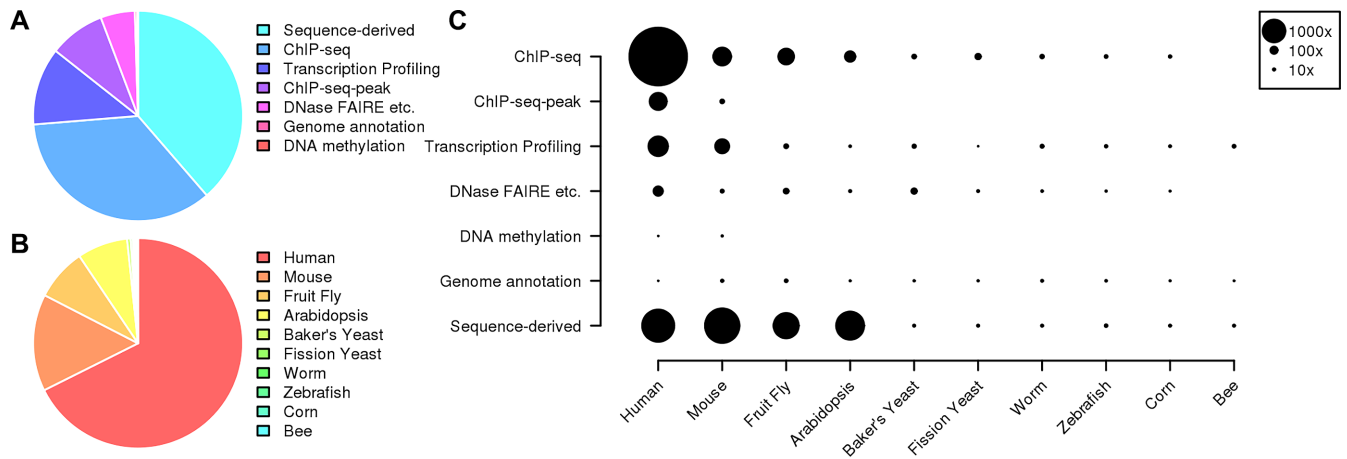 A
Sequence-derived
ChIP-seq
Transcription Profiling
ChIP-seq-peak
DNase FAIRE etc.
Genome annotation
DNA methylation
B
Human
Mouse
Fruit Fly
Arabidopsis
Baker's Yeast
Fission Yeast
Worm
Zebrafish
Corn
Bee
C
ChIP-seq
ChIP-seq-peak
Transcription Profiling
DNase FAIRE etc.
DNA methylation
Genome annotation
Sequence-derived
Human
Mouse
Fruit Fly
Arabidopsis
Baker's Yeast
Fission Yeast
Worm
Zebrafish
Corn
Bee
1000x
100x
10x